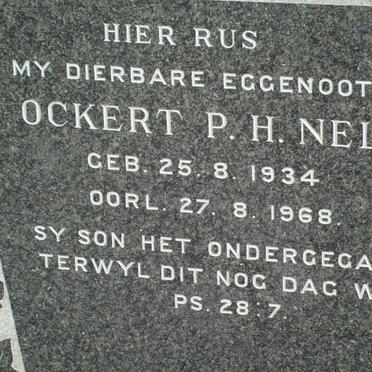 HIER RUS
MY DIERBARE EGGENOOT
OCKERT P. H. NEL
GEB. 25. 8. 1934
OORL. 27. 8. 1968.
SY SON HET ONDERGEGA
TERWYL DIT NOG DAG W
PS. 28:7.